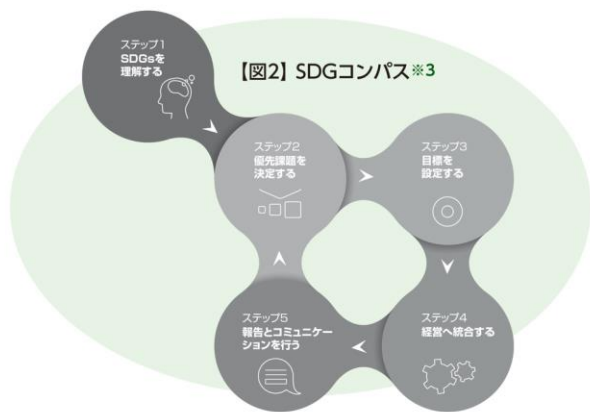 【図2】SDGコンパス※3
ステップ1
SDGsを
理解する
ステップ2
優先課題を
決定する
ステップ3
目標を
設定する
ステップ4
経営へ統合する
ステップ5
報告とコミュニケー
ションを行う